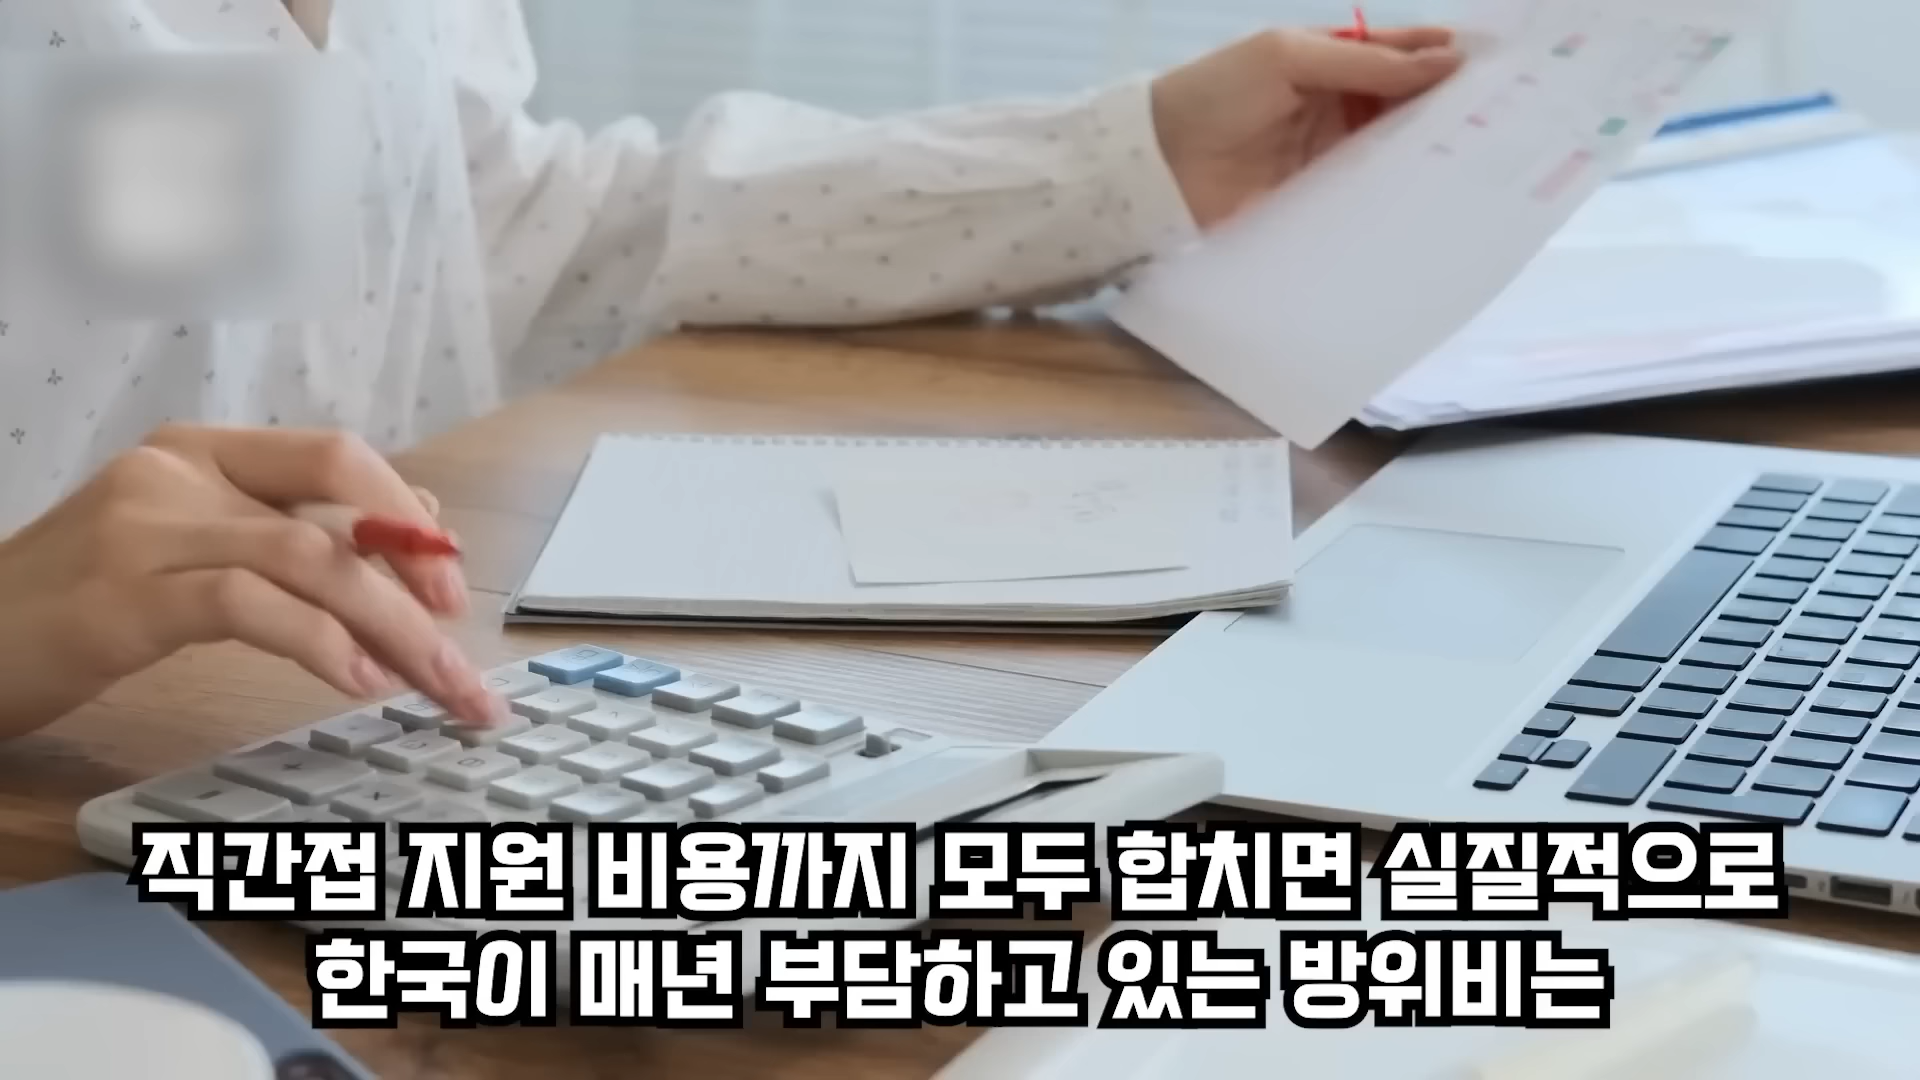 직간접 지원 비용까지 모두 합치면 실질적으로
한국이 매년 부담하고 있는 방위비는